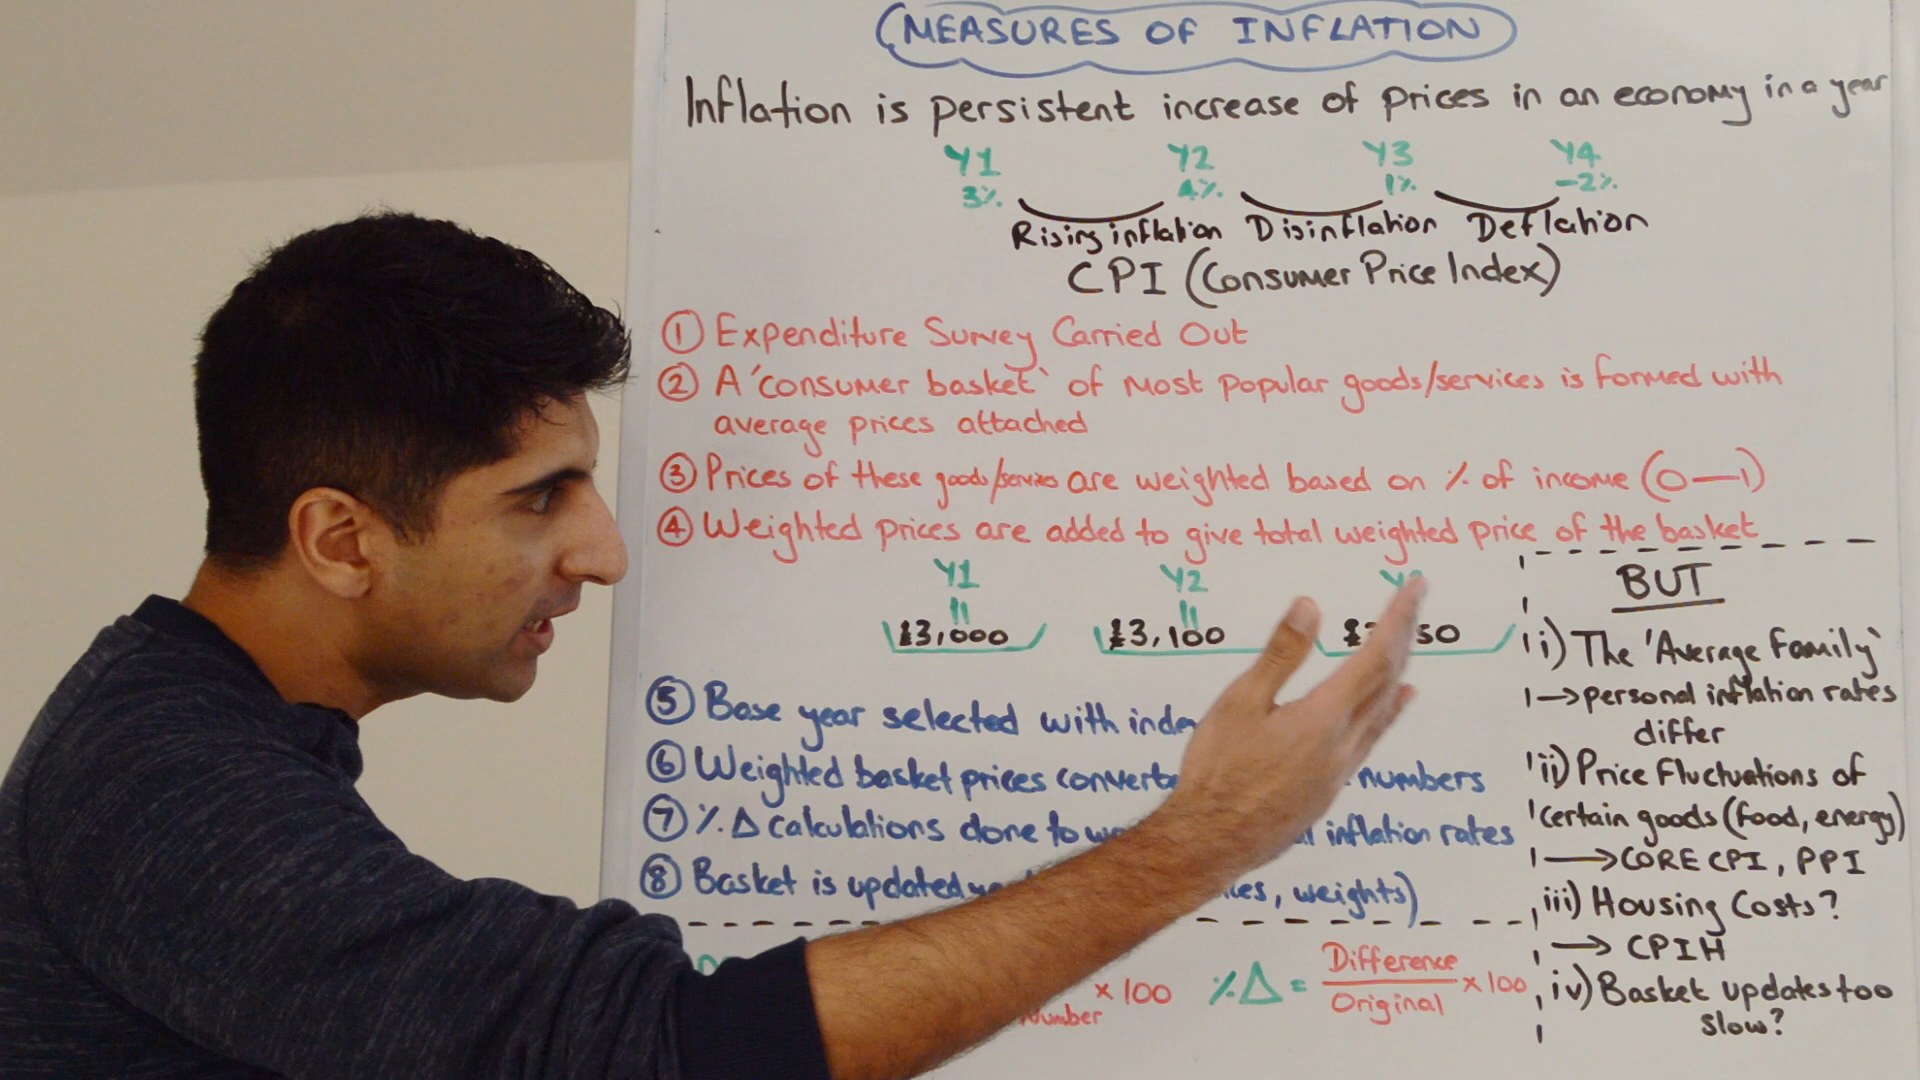 MEASURES OF INFLATION
Inflation is persistent increase of prices in an economy in a year
Y1 Y2 Y3 Y4
3% 4% 1% -2%
Rising inflation Disinflation Deflation
CPI (Consumer Price Index)
① Expenditure Survey Carried Out
② A 'consumer basket' of most popular goods/services is formed with
average prices attached
③ Prices of these goods/services are weighted based on % of income (0—1)
④ Weighted prices are added to give total weighted price of the basket
Y1 Y2
£3,000 £3,100
⑤ Base year selected with
⑥ Weighted basket prices numbers
⑦ %Δ calculations done to inflation rates
⑧ Basket is updated , weights)
Number × 100
%Δ = Difference
Original × 100
BUT
i) The 'Average Family'
→ personal inflation rates
differ
ii) Price Fluctuations of
certain goods (food, energy)
→ CORE CPI, PPI
iii) Housing Costs?
→ CPIH
iv) Basket updates too
slow?